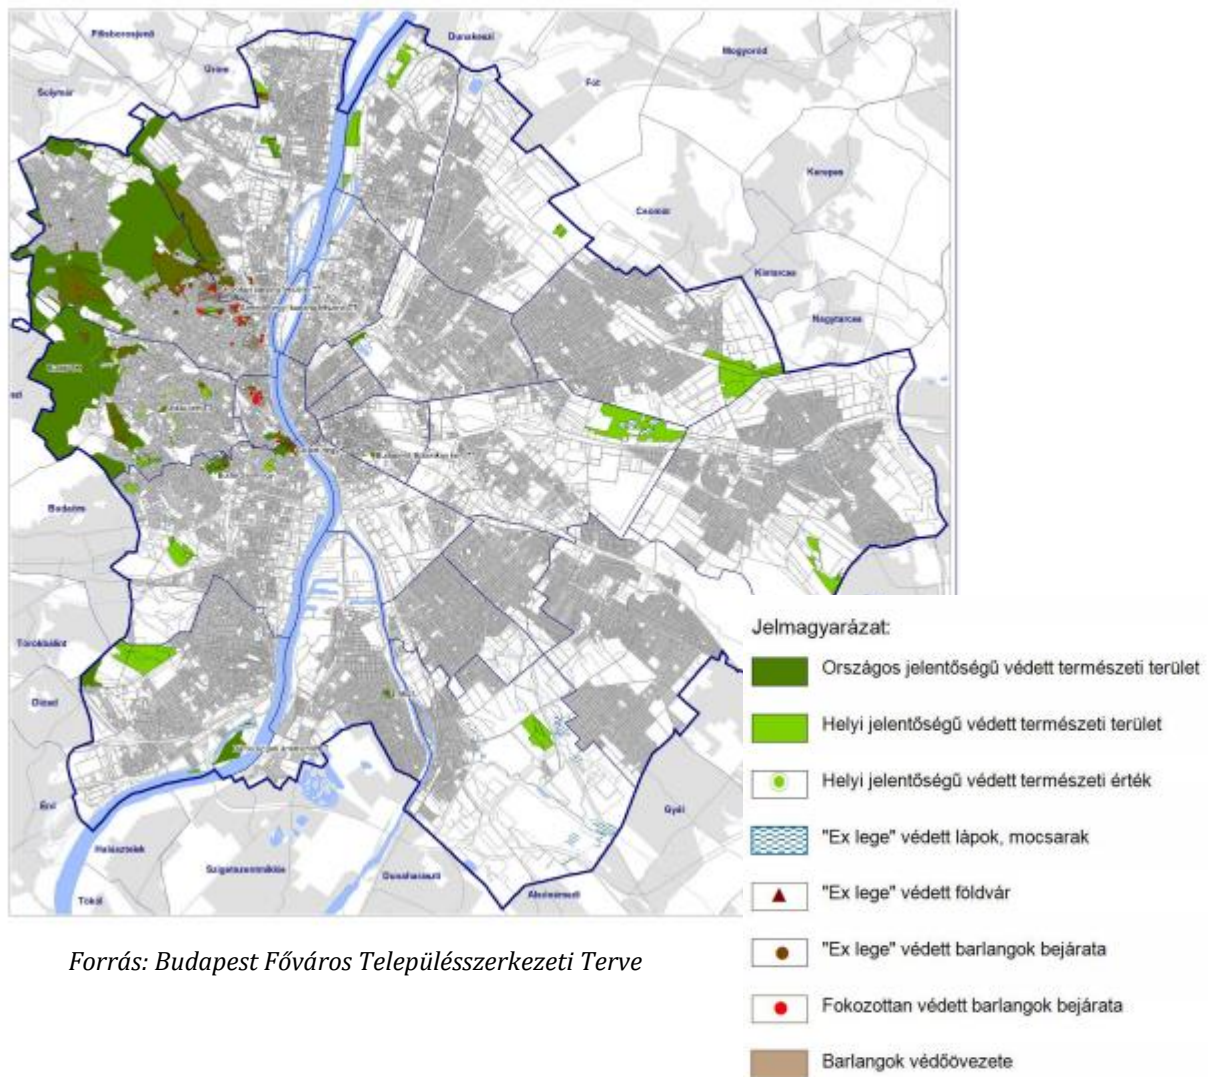 Pilisborosjenő
Dunakeszi
Mogyoród
Üröm
Fót
Solymár
Kerepes
Csömör
Kistarcsa
Nagytarcsa
Budaörs
Törökbálint
Diósd
Érd
Gyál
Halásztelek
Szigetszentmiklós
Dunaharaszti
Alsónémedi
Tököl
Jelmagyarázat:
Országos jelentőségű védett természeti terület
Helyi jelentőségű védett természeti terület
Helyi jelentőségű védett természeti érték
"Ex lege" védett lápok, mocsarak
"Ex lege" védett földvár
"Ex lege" védett barlangok bejárata
Fokozottan védett barlangok bejárata
Barlangok védőövezete
Forrás: Budapest Főváros Településszerkezeti Terve